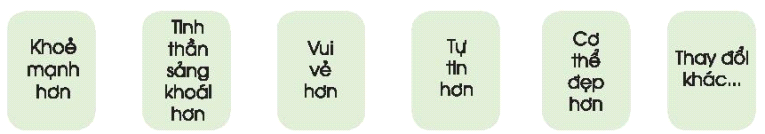 Khoẻ
mạnh
hơn
Tinh
thần
sảng
khoái
hơn
Vui
vẻ
hơn
Tự
tin
hơn
Cơ
thể
đẹp
hơn
Thay đổi
khác...